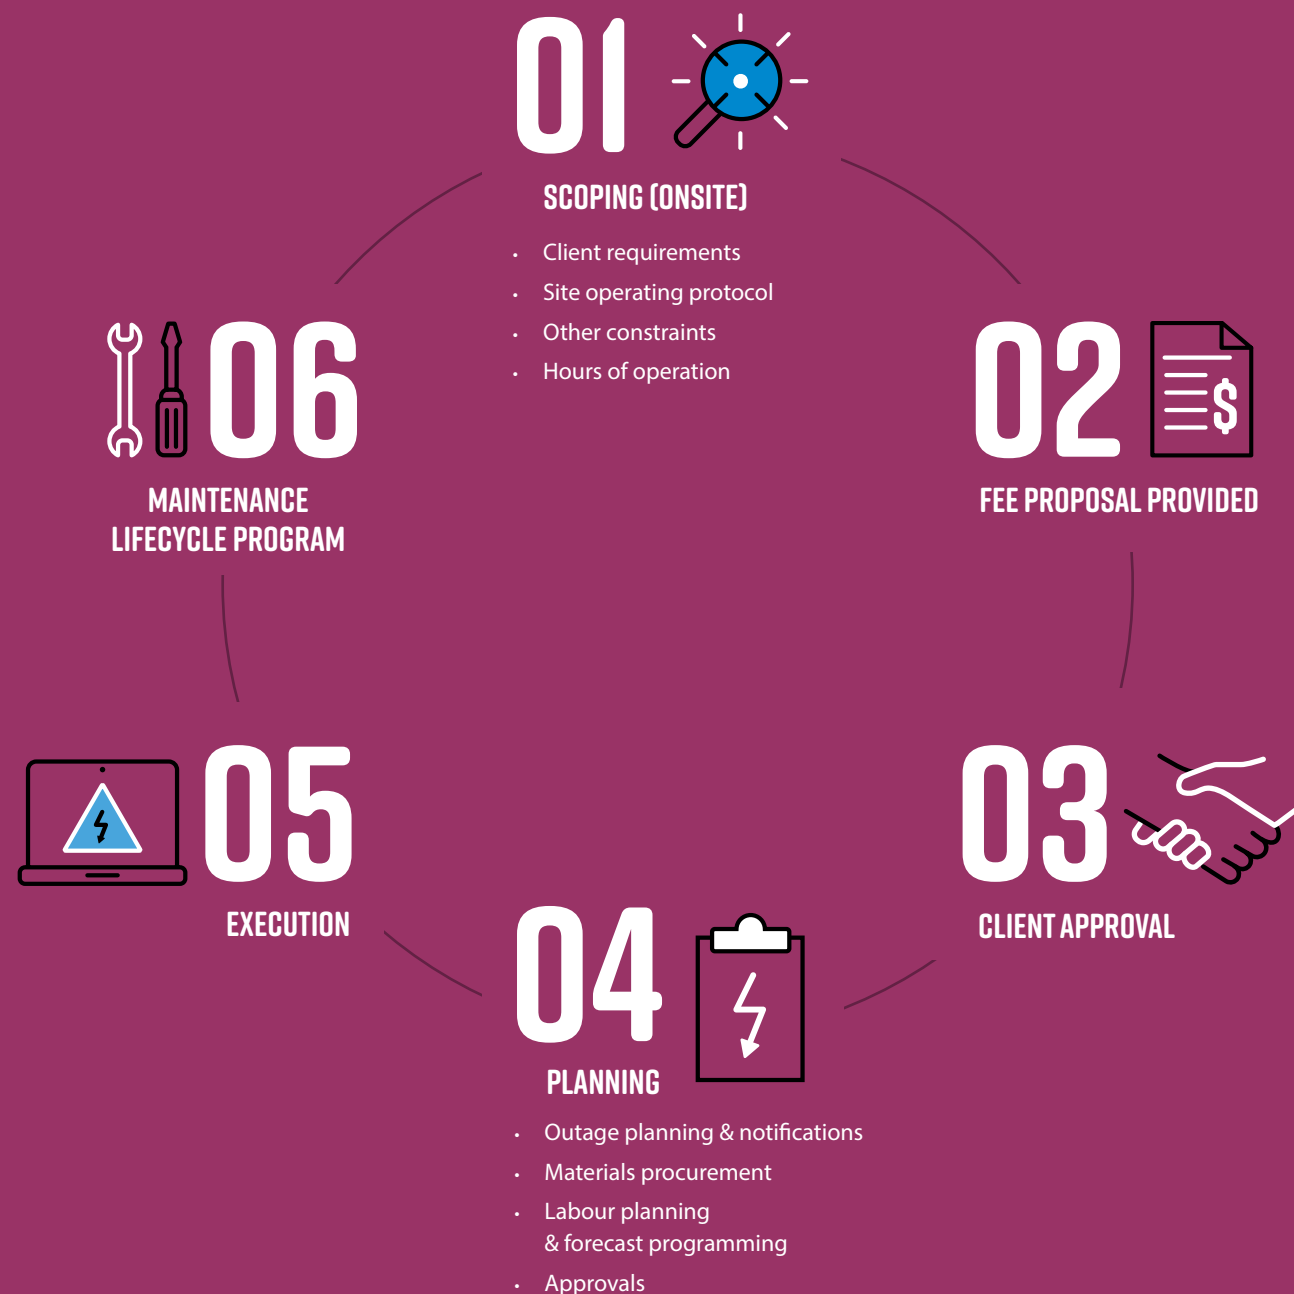 01
SCOPING (ONSITE)
• Client requirements
• Site operating protocol
• Other constraints
• Hours of operation
02
$
FEE PROPOSAL PROVIDED
03
CLIENT APPROVAL
04
PLANNING
• Outage planning & notifications
• Materials procurement
• Labour planning
& forecast programming
• Approvals
05
EXECUTION
06
MAINTENANCE
LIFECYCLE PROGRAM